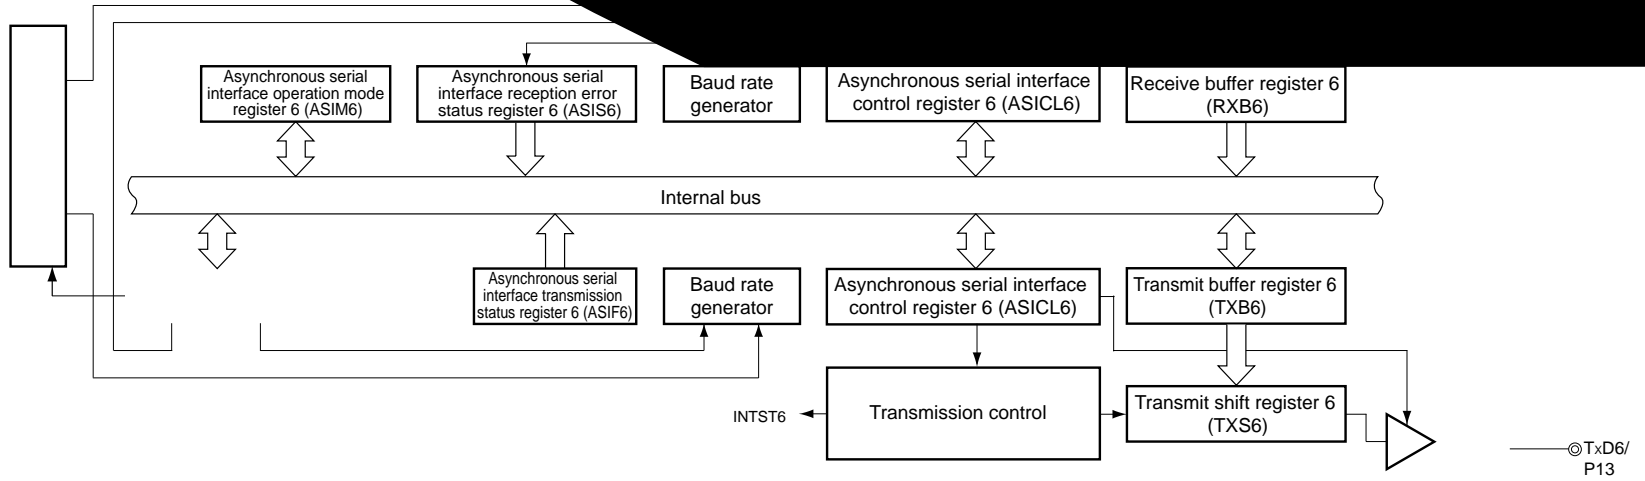 Asynchronous serial
interface operation mode
register 6 (ASIM6)
Asynchronous serial
interface reception error
status register 6 (ASIS6)
Baud rate
generator
Asynchronous serial interface
control register 6 (ASICL6)
Receive buffer register 6
(RXB6)
Internal bus
Asynchronous serial
interface transmission
status register 6 (ASIF6)
Baud rate
generator
Asynchronous serial interface
control register 6 (ASICL6)
Transmit buffer register 6
(TXB6)
INTST6
Transmission control
Transmit shift register 6
(TXS6)
TxD6/
P13